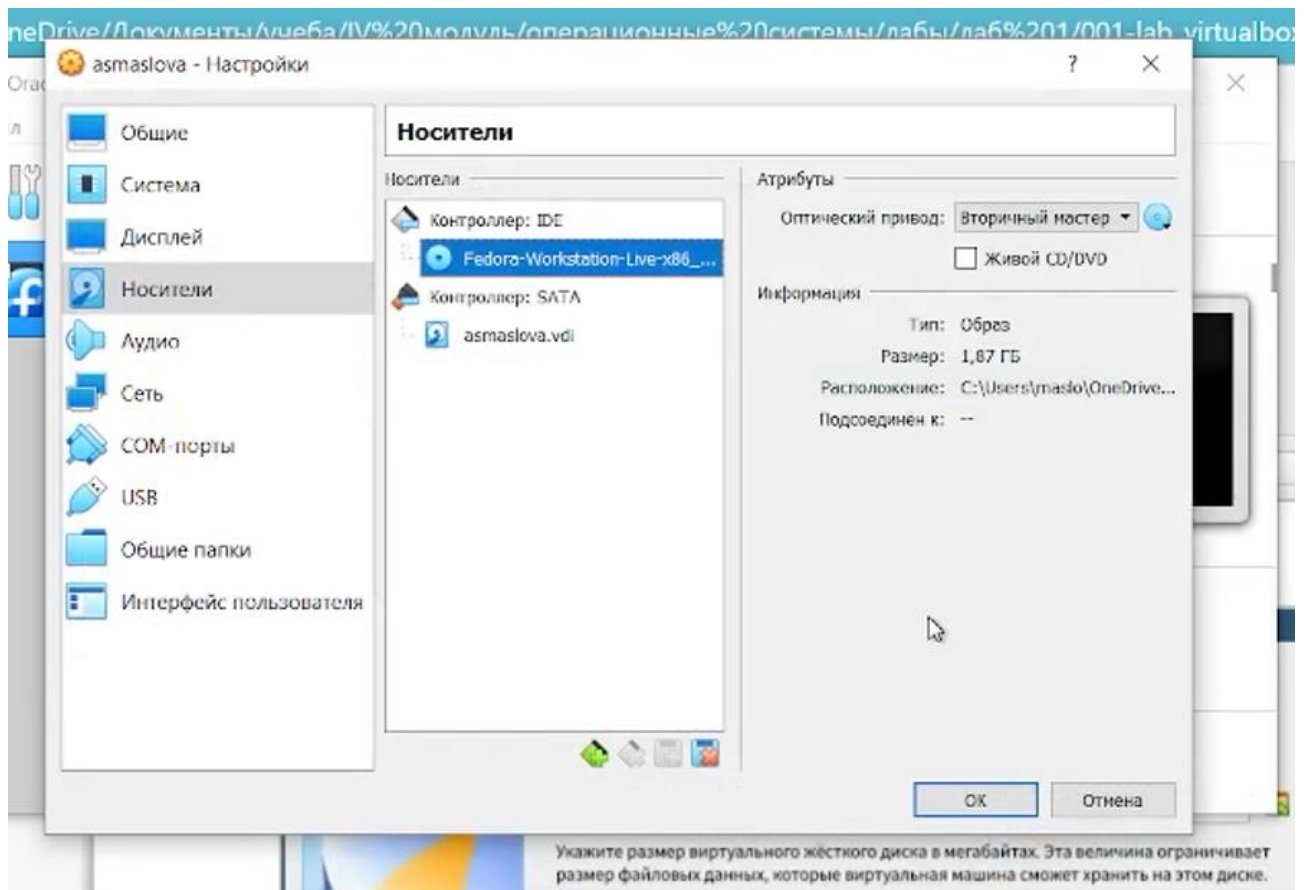 neDrive//Документы/учеба/IV%20модуль/операционные%20системы/лабы/лаб%201/001-lab_virtualbox
asmaslova - Настройки
?
Orac
л
Общие
Система
Дисплей
Носители
Аудио
Сеть
COM-порты
USB
Общие папки
Интерфейс пользователя
Носители
Носители
Контроллер: IDE
Fedora-Workstation-Live-x86_...
Контроллер: SATA
asmaslova.vdi
Атрибуты
Оптический привод: Вторичный мастер
Живой CD/DVD
Информация
Тип: Образ
Размер: 1,87 ГБ
Расположение: C:\Users\maslo\OneDrive...
Подсоединен к: --
OK
Отмена
Укажите размер виртуального жёсткого диска в мегабайтах. Эта величина ограничивает
размер файловых данных, которые виртуальная машина сможет хранить на этом диске.